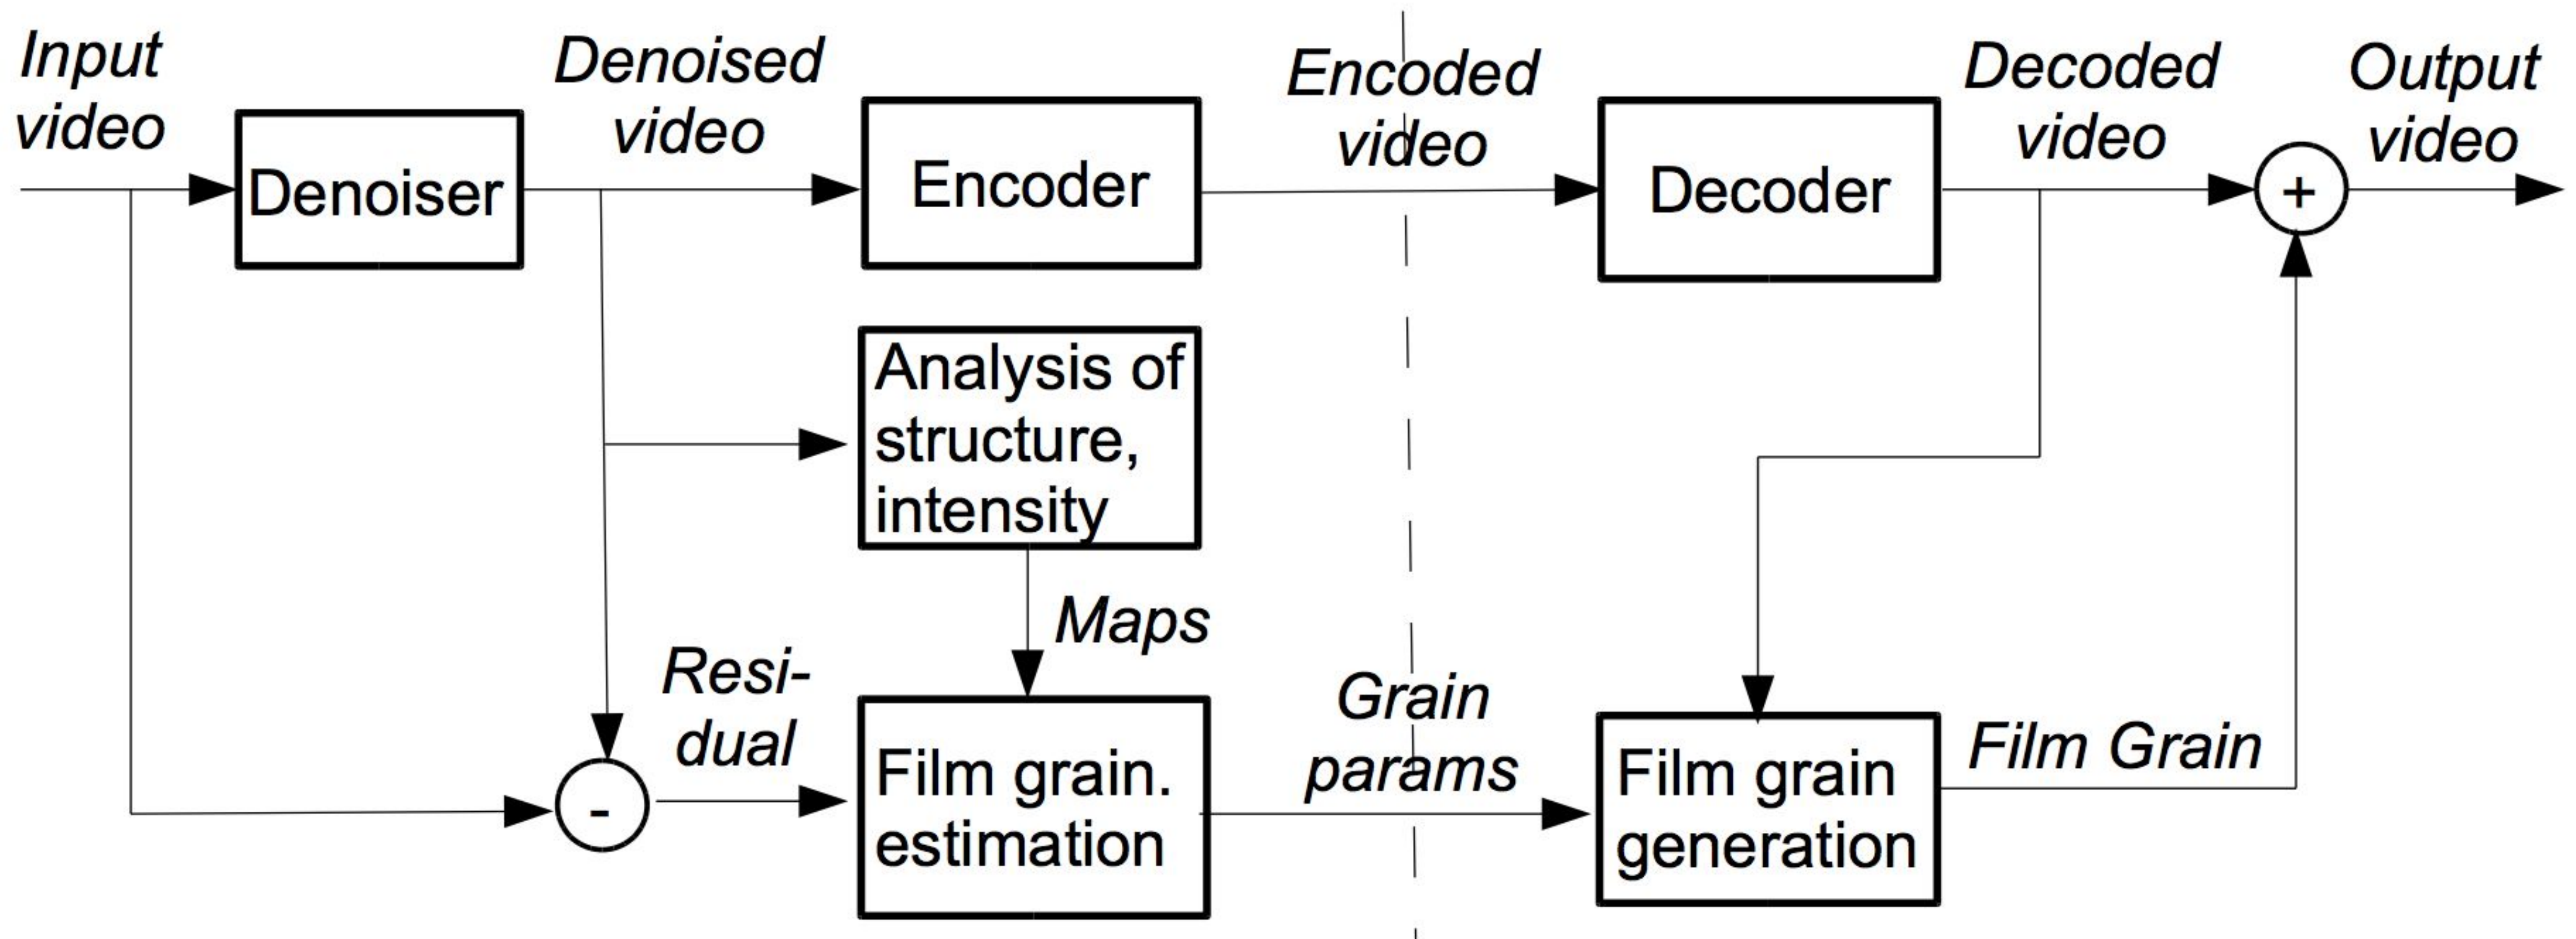 Input
video
Denoiser
Denoised
video
Encoder
Encoded
video
Decoder
Decoded
video
+
Output
video
Analysis of
structure,
intensity
Maps
Resi-
dual
-
Film grain.
estimation
Grain
params
Film grain
generation
Film Grain